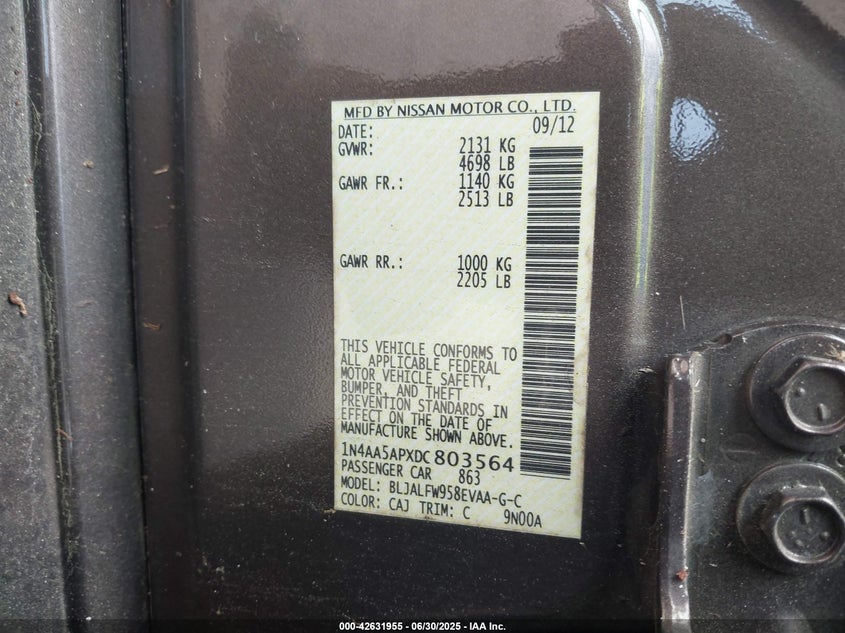 MFD BY NISSAN MOTOR CO., LTD.
DATE: 09/12
GVWR: 2131 KG
4698 LB
GAWR FR.: 1140 KG
2513 LB
GAWR RR.: 1000 KG
2205 LB
THIS VEHICLE CONFORMS TO
ALL APPLICABLE FEDERAL
MOTOR VEHICLE SAFETY,
BUMPER, AND THEFT
PREVENTION STANDARDS IN
EFFECT ON THE DATE OF
MANUFACTURE SHOWN ABOVE.
1N4AA5APXDC803564
PASSENGER CAR 863
MODEL: BLJALFW958EVAA-G-C
COLOR: CAJ TRIM: C 9N00A
000-42631955 - 06/30/2025 - IAA Inc.